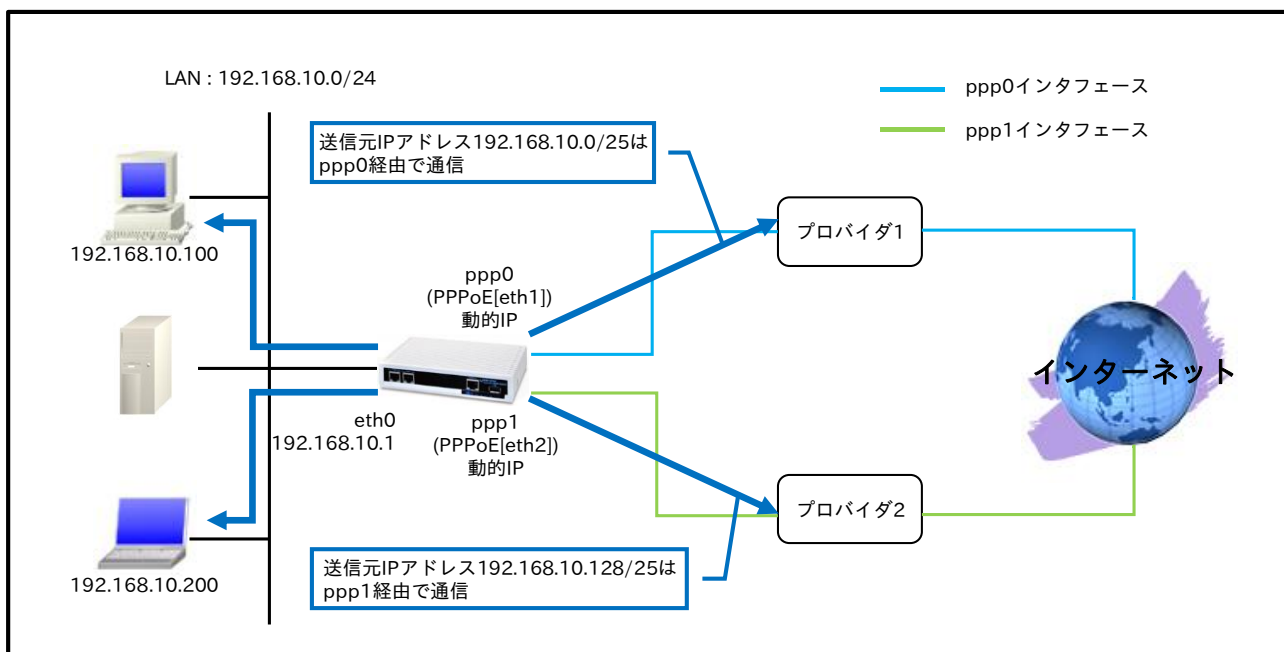 LAN : 192.168.10.0/24
ppp0インタフェース
ppp1インタフェース
送信元IPアドレス192.168.10.0/25は
ppp0経由で通信
プロバイダ1
192.168.10.100
ppp0
(PPPoE[eth1])
動的IP
インターネット
eth0
192.168.10.1
ppp1
(PPPoE[eth2])
動的IP
プロバイダ2
送信元IPアドレス192.168.10.128/25は
ppp1経由で通信
192.168.10.200